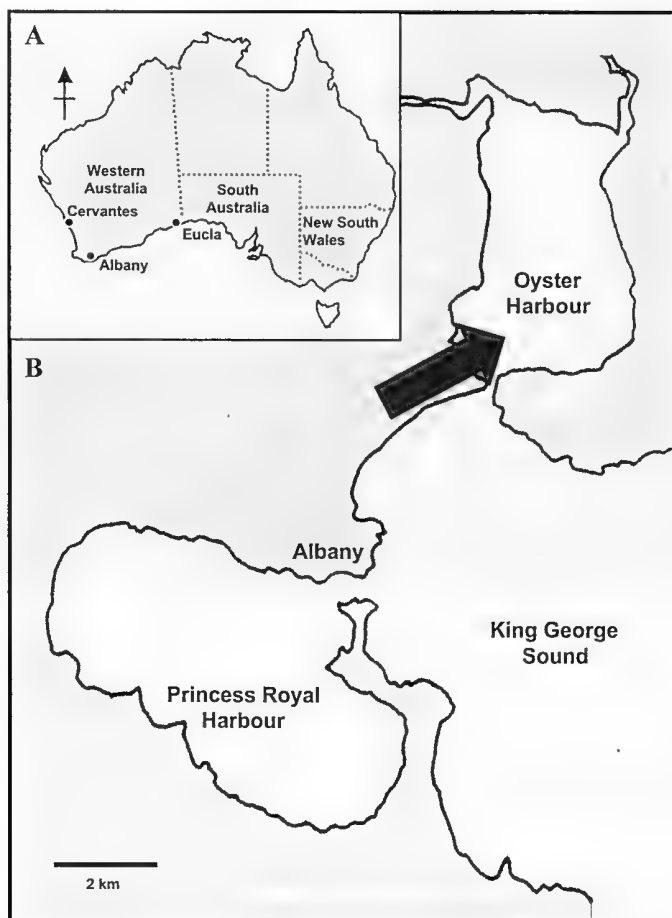 A
Western
Australia
Cervantes
Albany
South
Australia
Eucla
New South
Wales
Oyster
Harbour
B
Albany
King George
Sound
Princess Royal
Harbour
2 km